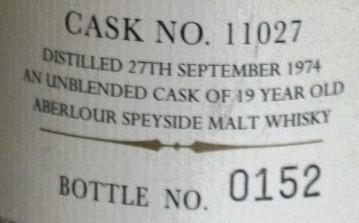 CASK NO. 11027
DISTILLED 27TH SEPTEMBER 1974
AN UNBLENDED CASK OF 19 YEAR OLD
ABERLOUR SPEYSIDE MALT WHISKY
BOTTLE NO. 0152